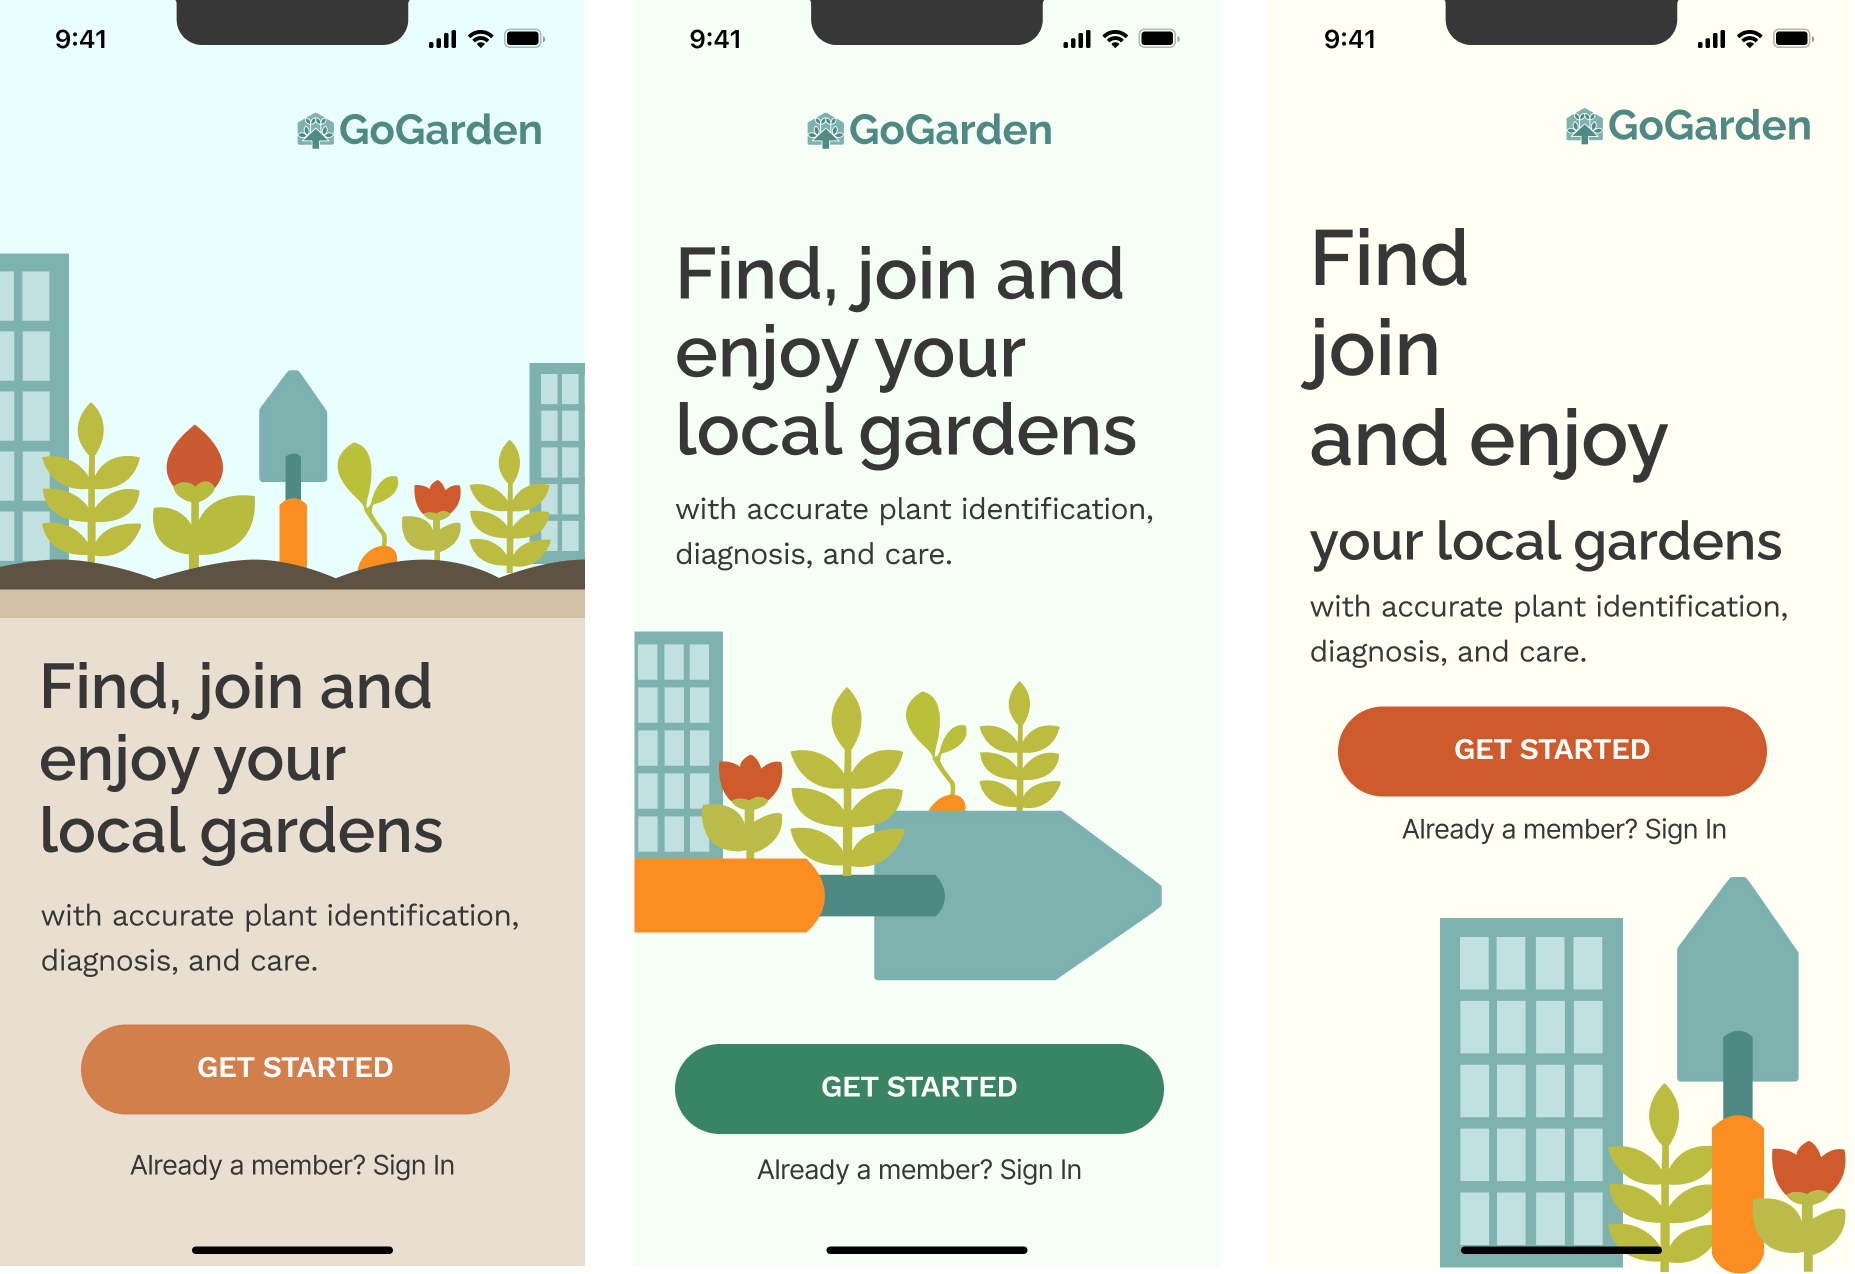 9:41
GoGarden
Find, join and
enjoy your
local gardens
with accurate plant identification,
diagnosis, and care.
GET STARTED
Already a member? Sign In
9:41
GoGarden
Find, join and
enjoy your
local gardens
with accurate plant identification,
diagnosis, and care.
GET STARTED
Already a member? Sign In
9:41
GoGarden
Find
join
and enjoy
your local gardens
with accurate plant identification,
diagnosis, and care.
GET STARTED
Already a member? Sign In